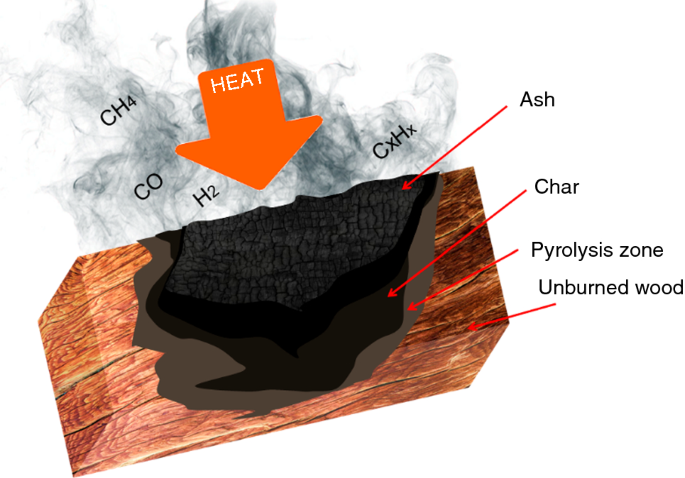 HEAT
CH₄
CxHx
CO
H₂
Ash
Char
Pyrolysis zone
Unburned wood